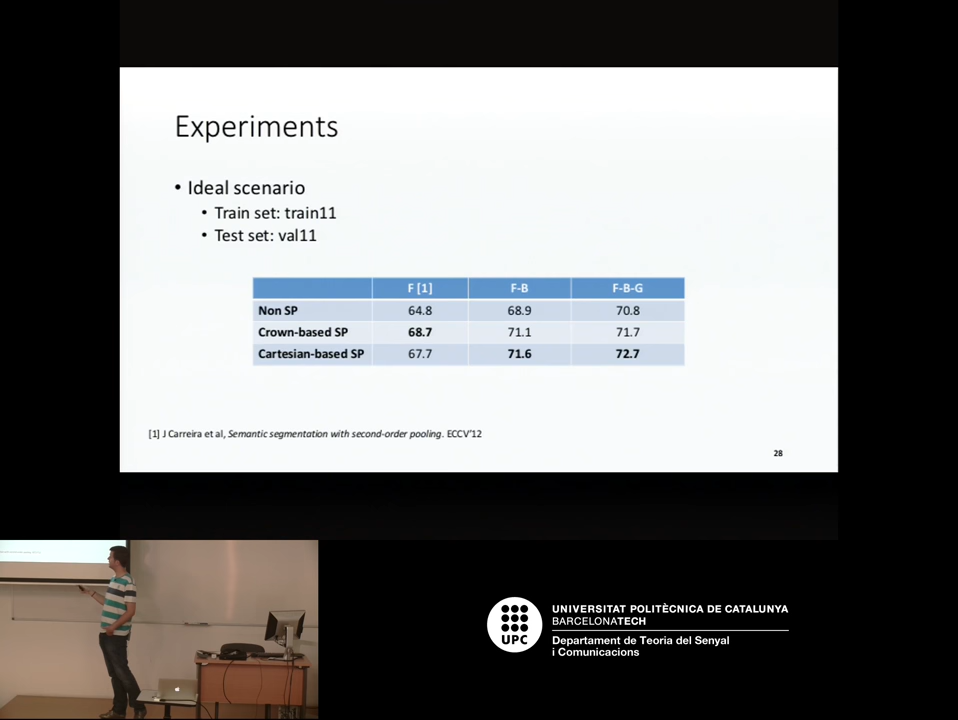 Experiments
• Ideal scenario
• Train set: train11
• Test set: val11
F [1] F-B F-B-G
Non SP 64.8 68.9 70.8
Crown-based SP 68.7 71.1 71.7
Cartesian-based SP 67.7 71.6 72.7
[1] J Carreira et al, Semantic segmentation with second-order pooling. ECCV'12
28
UPC
UNIVERSITAT POLITÈCNICA DE CATALUNYA
BARCELONATECH
Departament de Teoria del Senyal
i Comunicacions